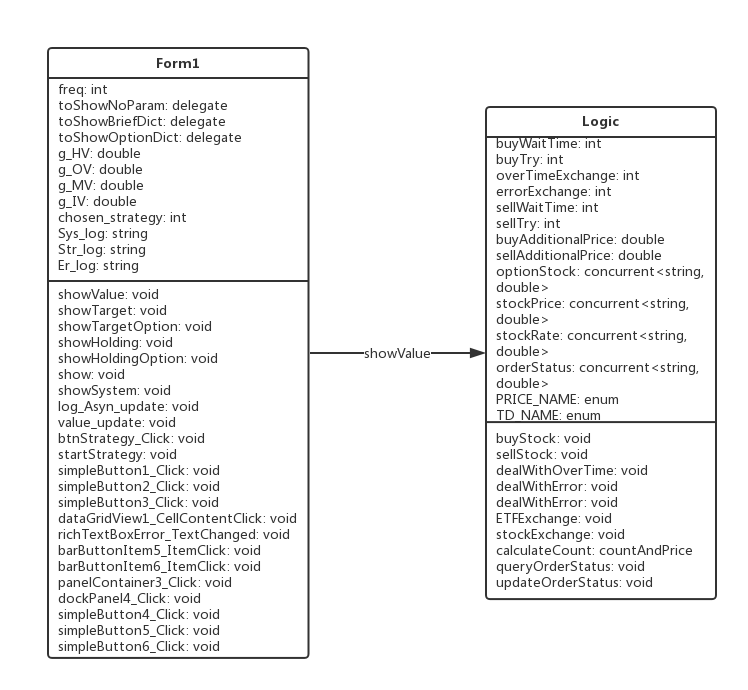 Form1
freq: int
toShowNoParam: delegate
toShowBriefDict: delegate
toShowOptionDict: delegate
g_HV: double
g_OV: double
g_MV: double
g_IV: double
chosen_strategy: int
Sys_log: string
Str_log: string
Er_log: string
showValue: void
showTarget: void
showTargetOption: void
showHolding: void
showHoldingOption: void
show: void
showSystem: void
log_Asyn_update: void
value_update: void
btnStrategy_Click: void
startStrategy: void
simpleButton1_Click: void
simpleButton2_Click: void
simpleButton3_Click: void
dataGridView1_CellContentClick: void
richTextBoxError_TextChanged: void
barButtonItem5_ItemClick: void
barButtonItem6_ItemClick: void
panelContainer3_Click: void
dockPanel4_Click: void
simpleButton4_Click: void
simpleButton5_Click: void
simpleButton6_Click: void
showValue
Logic
buyWaitTime: int
buyTry: int
overTimeExchange: int
errorExchange: int
sellWaitTime: int
sellTry: int
buyAdditionalPrice: double
sellAdditionalPrice: double
optionStock: concurrent<string,
double>
stockPrice: concurrent<string,
double>
stockRate: concurrent<string,
double>
orderStatus: concurrent<string,
double>
PRICE_NAME: enum
TD_NAME: enum
buyStock: void
sellStock: void
dealWithOverTime: void
dealWithError: void
dealWithError: void
ETFExchange: void
stockExchange: void
calculateCount: countAndPrice
queryOrderStatus: void
updateOrderStatus: void